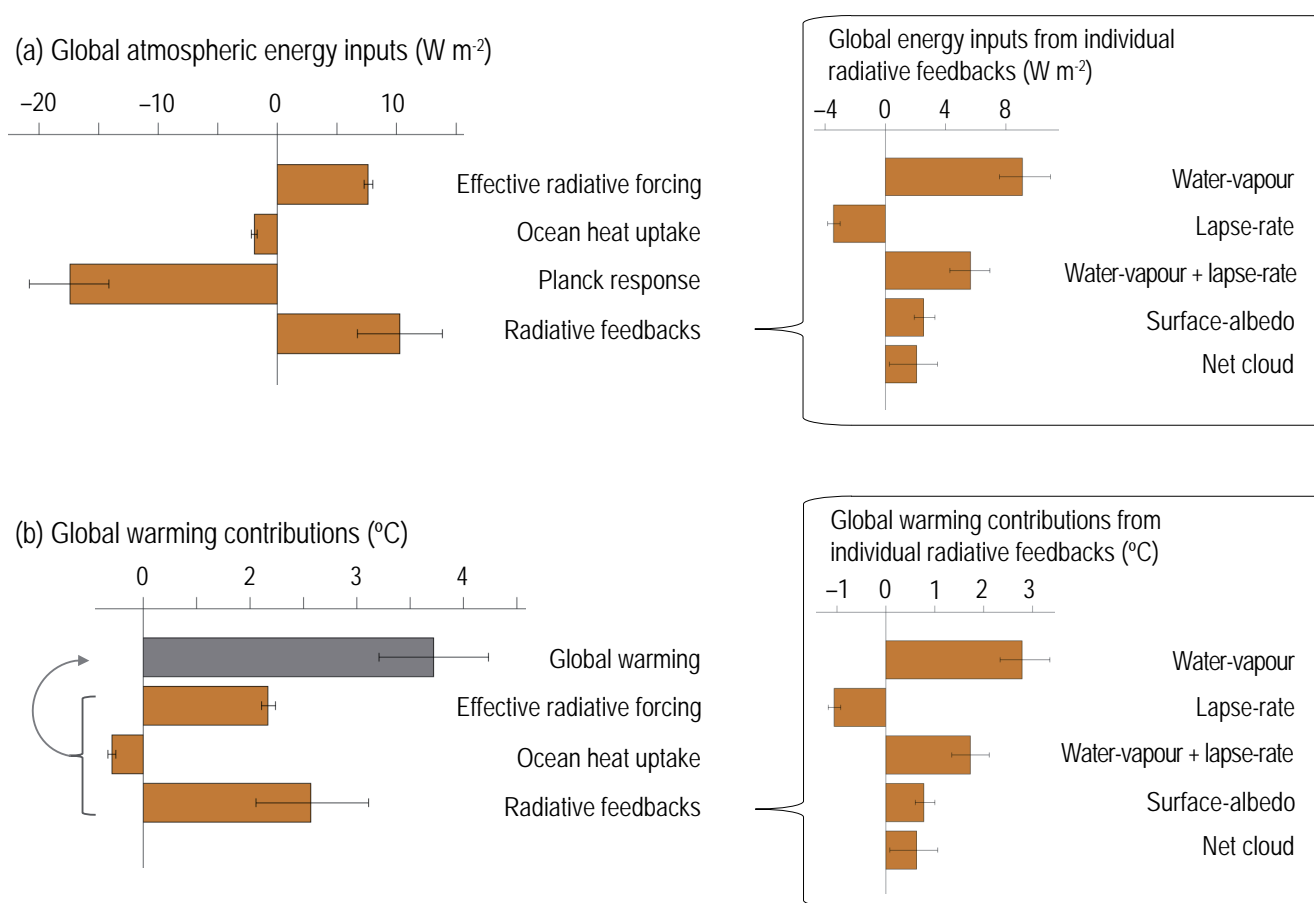 (a) Global atmospheric energy inputs (W m-2)
–20 –10 0 10
Effective radiative forcing
Ocean heat uptake
Planck response
Radiative feedbacks
Global energy inputs from individual
radiative feedbacks (W m-2)
–4 0 4 8
Water-vapour
Lapse-rate
Water-vapour + lapse-rate
Surface-albedo
Net cloud
(b) Global warming contributions (ºC)
0 2 3 4
Global warming
Effective radiative forcing
Ocean heat uptake
Radiative feedbacks
Global warming contributions from
individual radiative feedbacks (ºC)
–1 0 1 2 3
Water-vapour
Lapse-rate
Water-vapour + lapse-rate
Surface-albedo
Net cloud